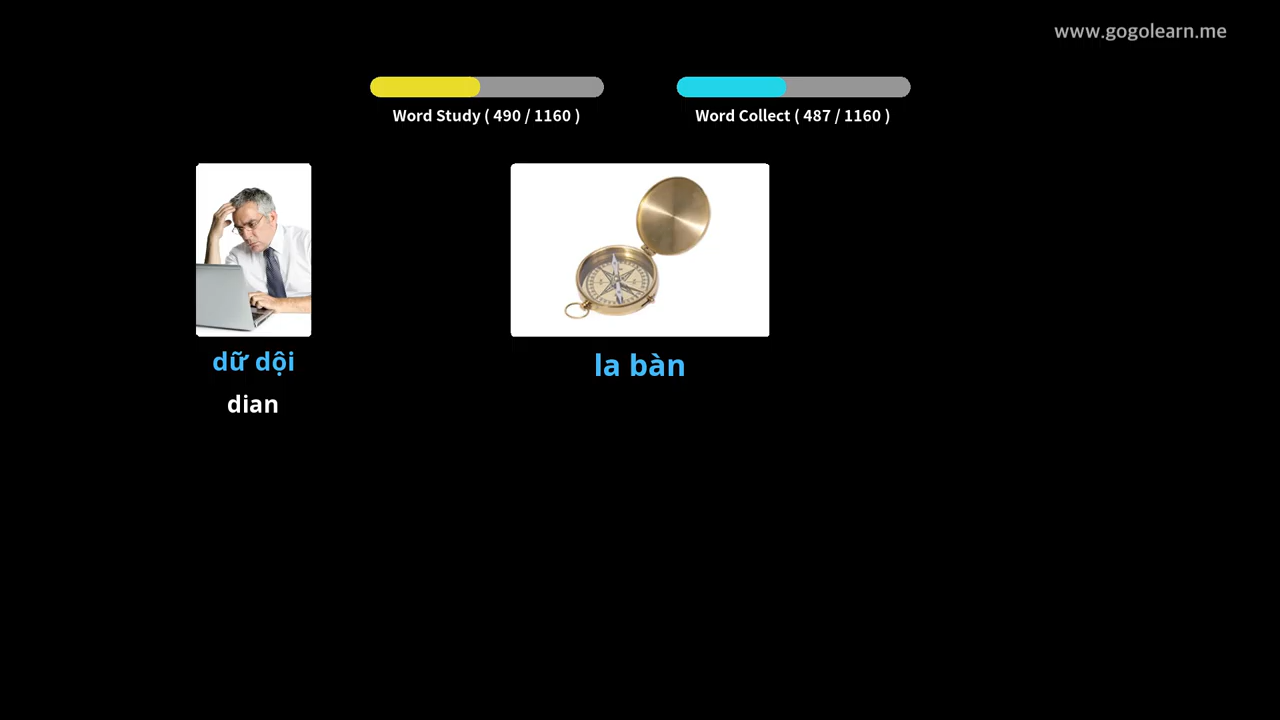 www.gogolearn.me
Word Study ( 490 / 1160 )
Word Collect ( 487 / 1160 )
dữ dội
dian
la bàn